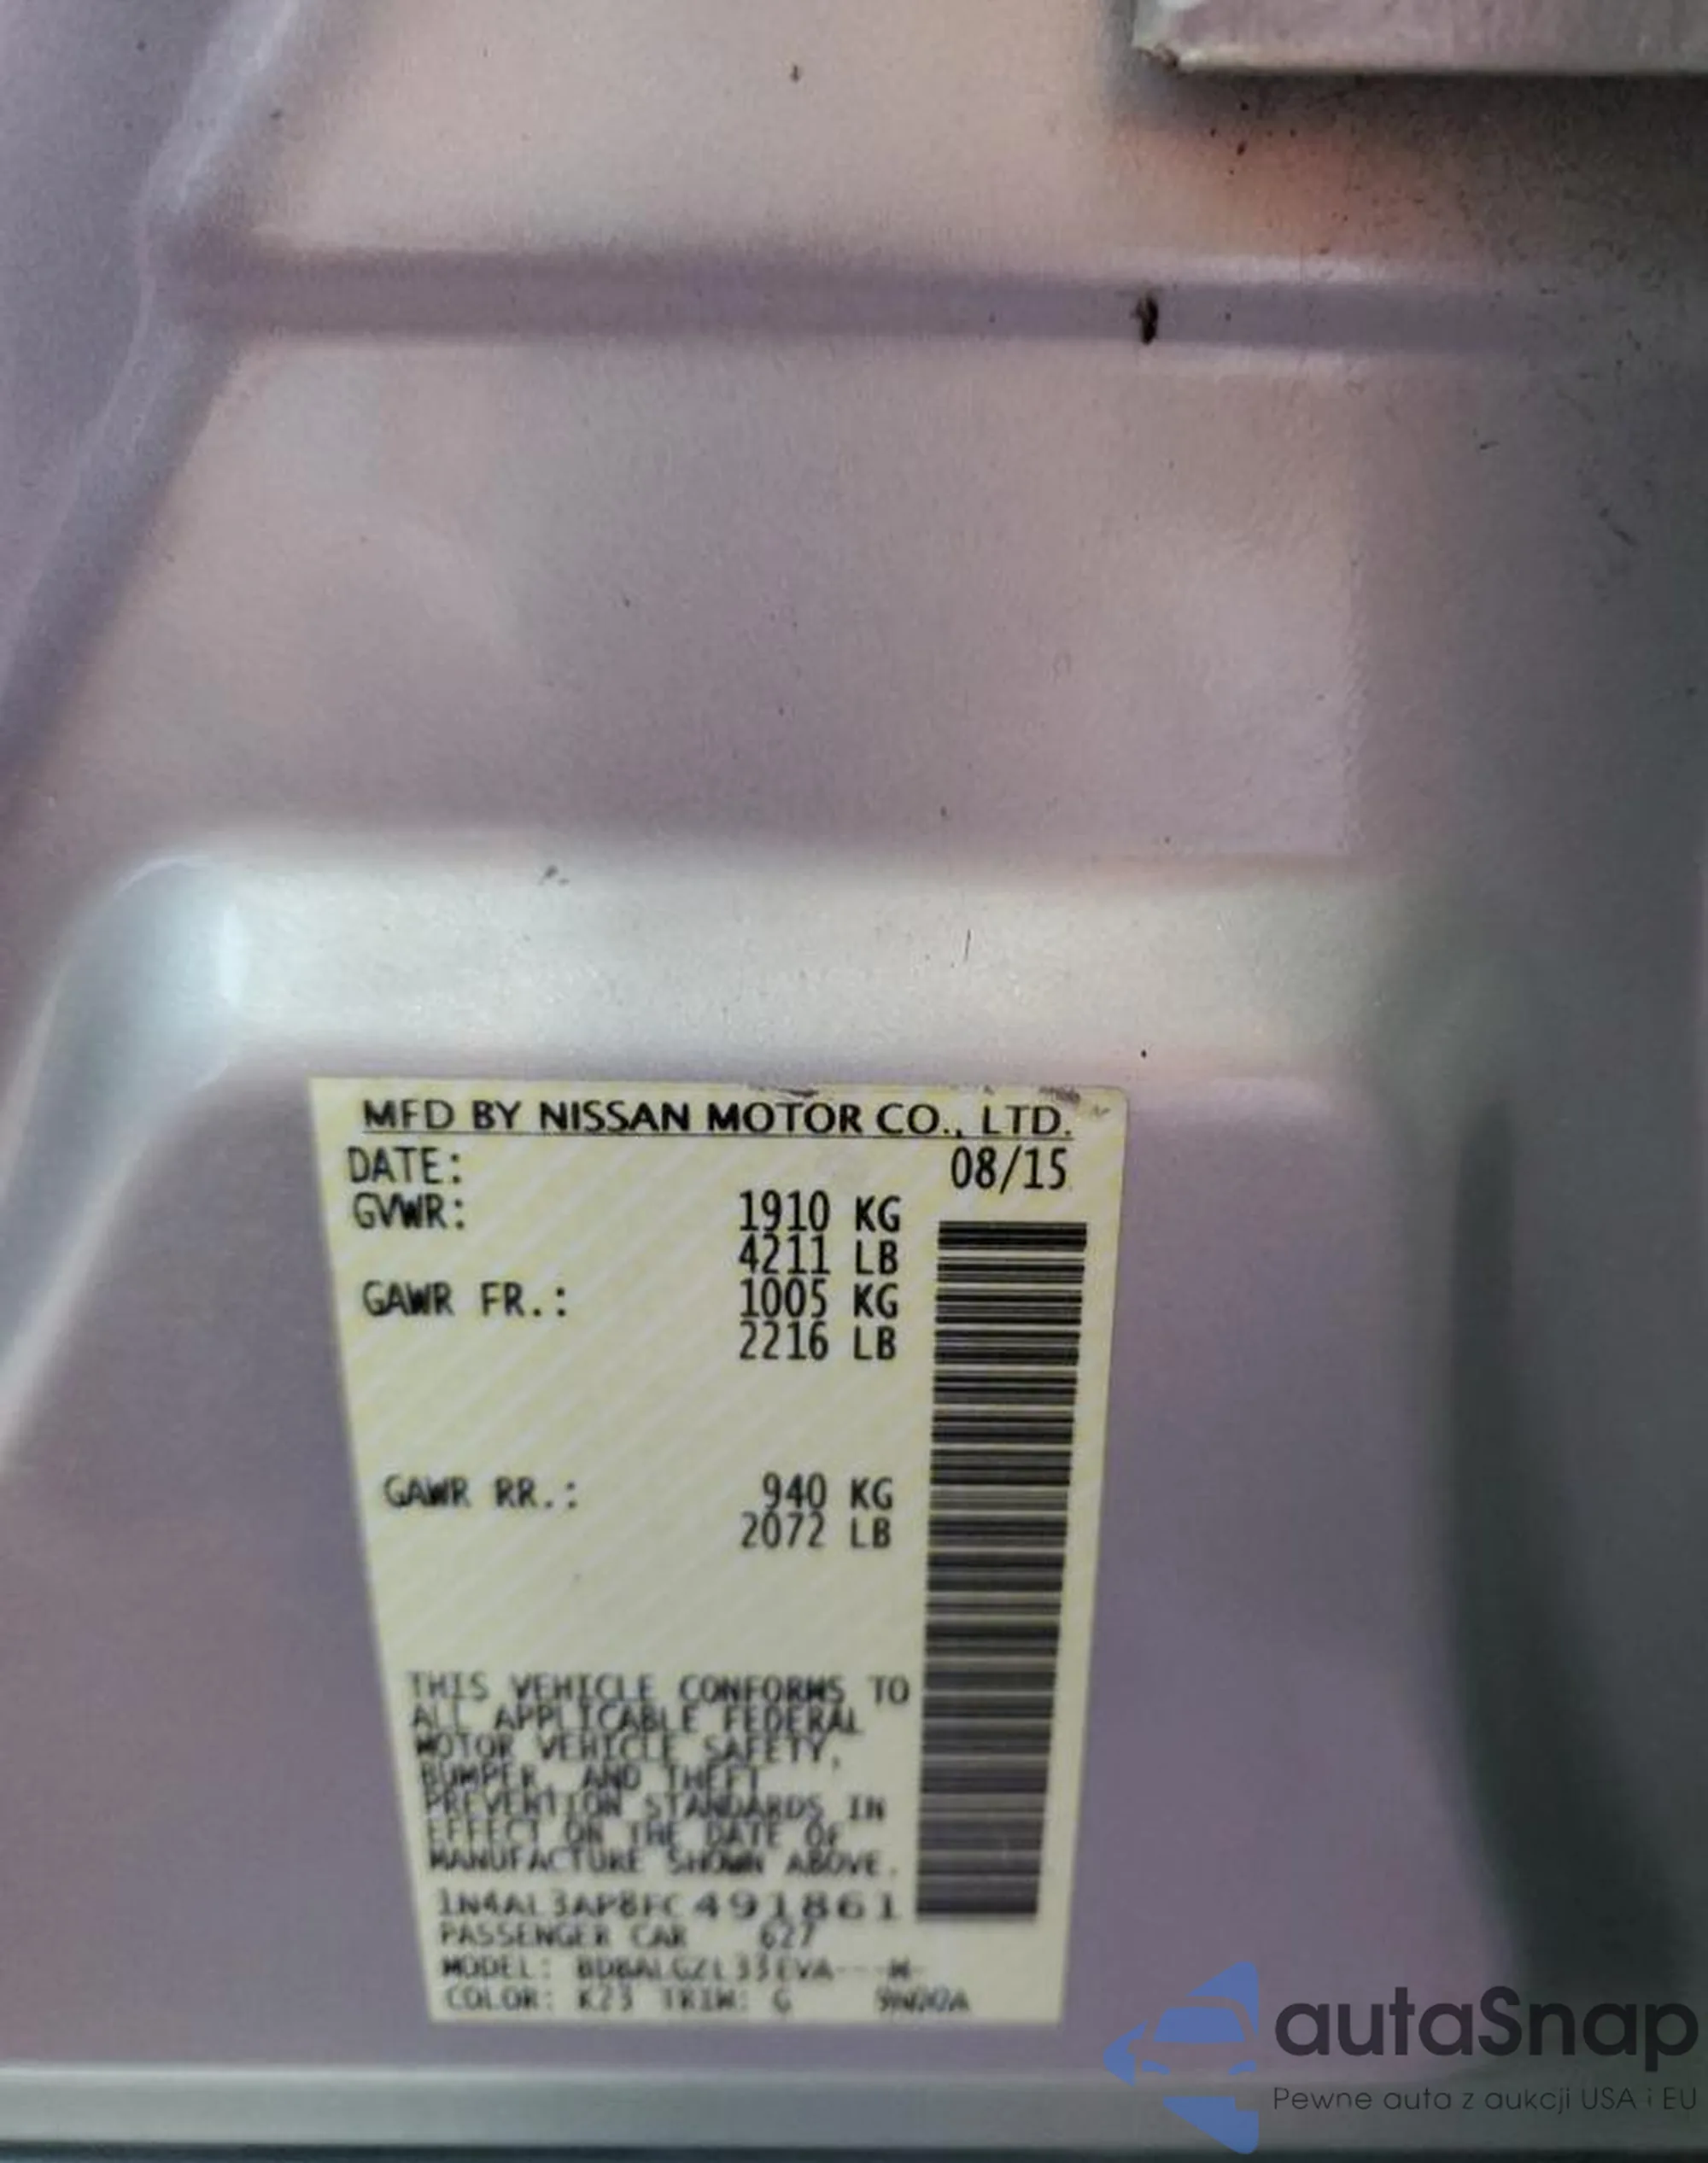 MFD BY NISSAN MOTOR CO., LTD.
DATE: 08/15
GVWR: 1910 KG
4211 LB
GAWR FR.: 1005 KG
2216 LB
GAWR RR.: 940 KG
2072 LB
THIS VEHICLE CONFORMS TO
ALL APPLICABLE FEDERAL
MOTOR VEHICLE SAFETY,
BUMPER, AND THEFT
PREVENTION STANDARDS IN
EFFECT ON THE DATE OF
MANUFACTURE SHOWN ABOVE.
1N4AL3AP8FC491861
PASSENGER CAR 627
MODEL:
COLOR: K23 TRIM: G
autaSnap
Pewne auta z aukcji USA i EU